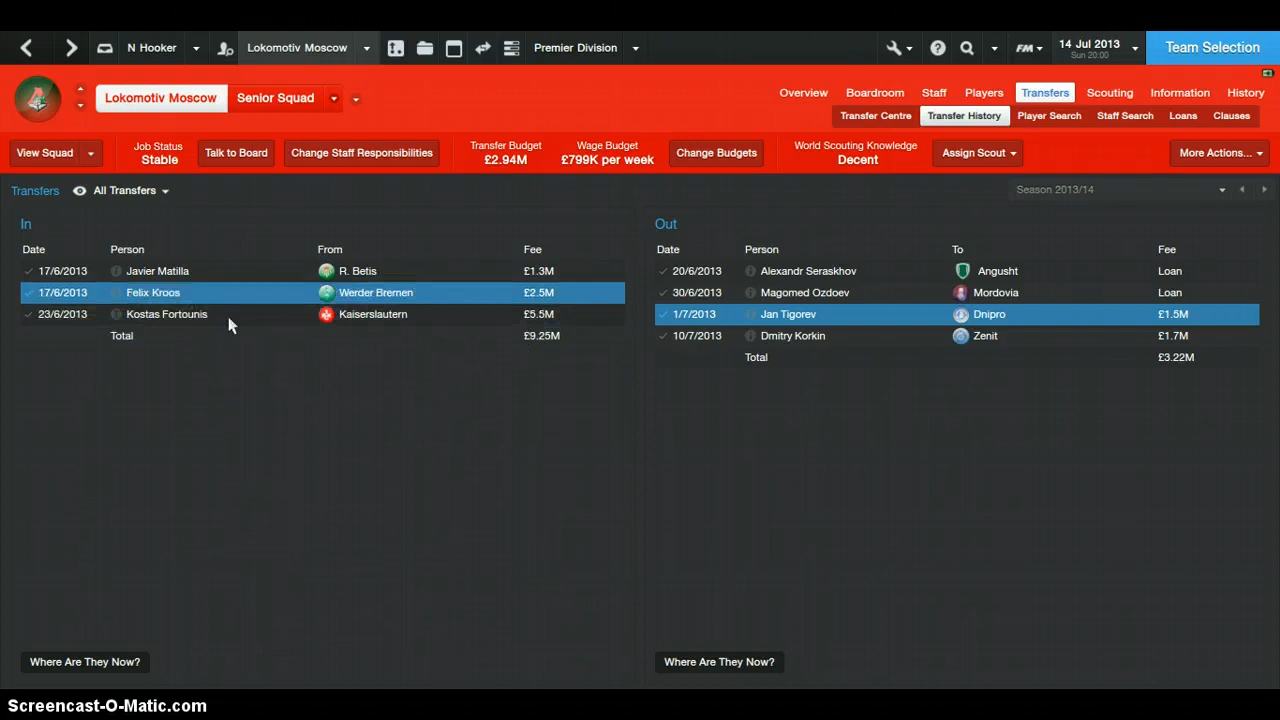 N Hooker Lokomotiv Moscow Premier Division FM 14 Jul 2013 Team Selection
Sun 20:00
Lokomotiv Moscow Senior Squad
Overview Boardroom Staff Players Transfers Scouting Information History
Transfer Centre Transfer History Player Search Staff Search Loans Clauses
View Squad Job Status Talk to Board Change Staff Responsibilities Transfer Budget Wage Budget Change Budgets World Scouting Knowledge Assign Scout More Actions...
Stable £2.94M £799K per week Decent
Transfers All Transfers Season 2013/14
In Out
Date Person From Fee Date Person To Fee
17/6/2013 Javier Matilla R. Betis £1.3M 20/6/2013 Alexandr Seraskhov Angusht Loan
17/6/2013 Felix Kroos Werder Bremen £2.5M 30/6/2013 Magomed Ozdoev Mordovia Loan
23/6/2013 Kostas Fortounis Kaiserslautern £5.5M 1/7/2013 Jan Tigorev Dnipro £1.5M
Total £9.25M 10/7/2013 Dmitry Korkin Zenit £1.7M
Total £3.22M
Where Are They Now? Where Are They Now?
Screencast-O-Matic.com